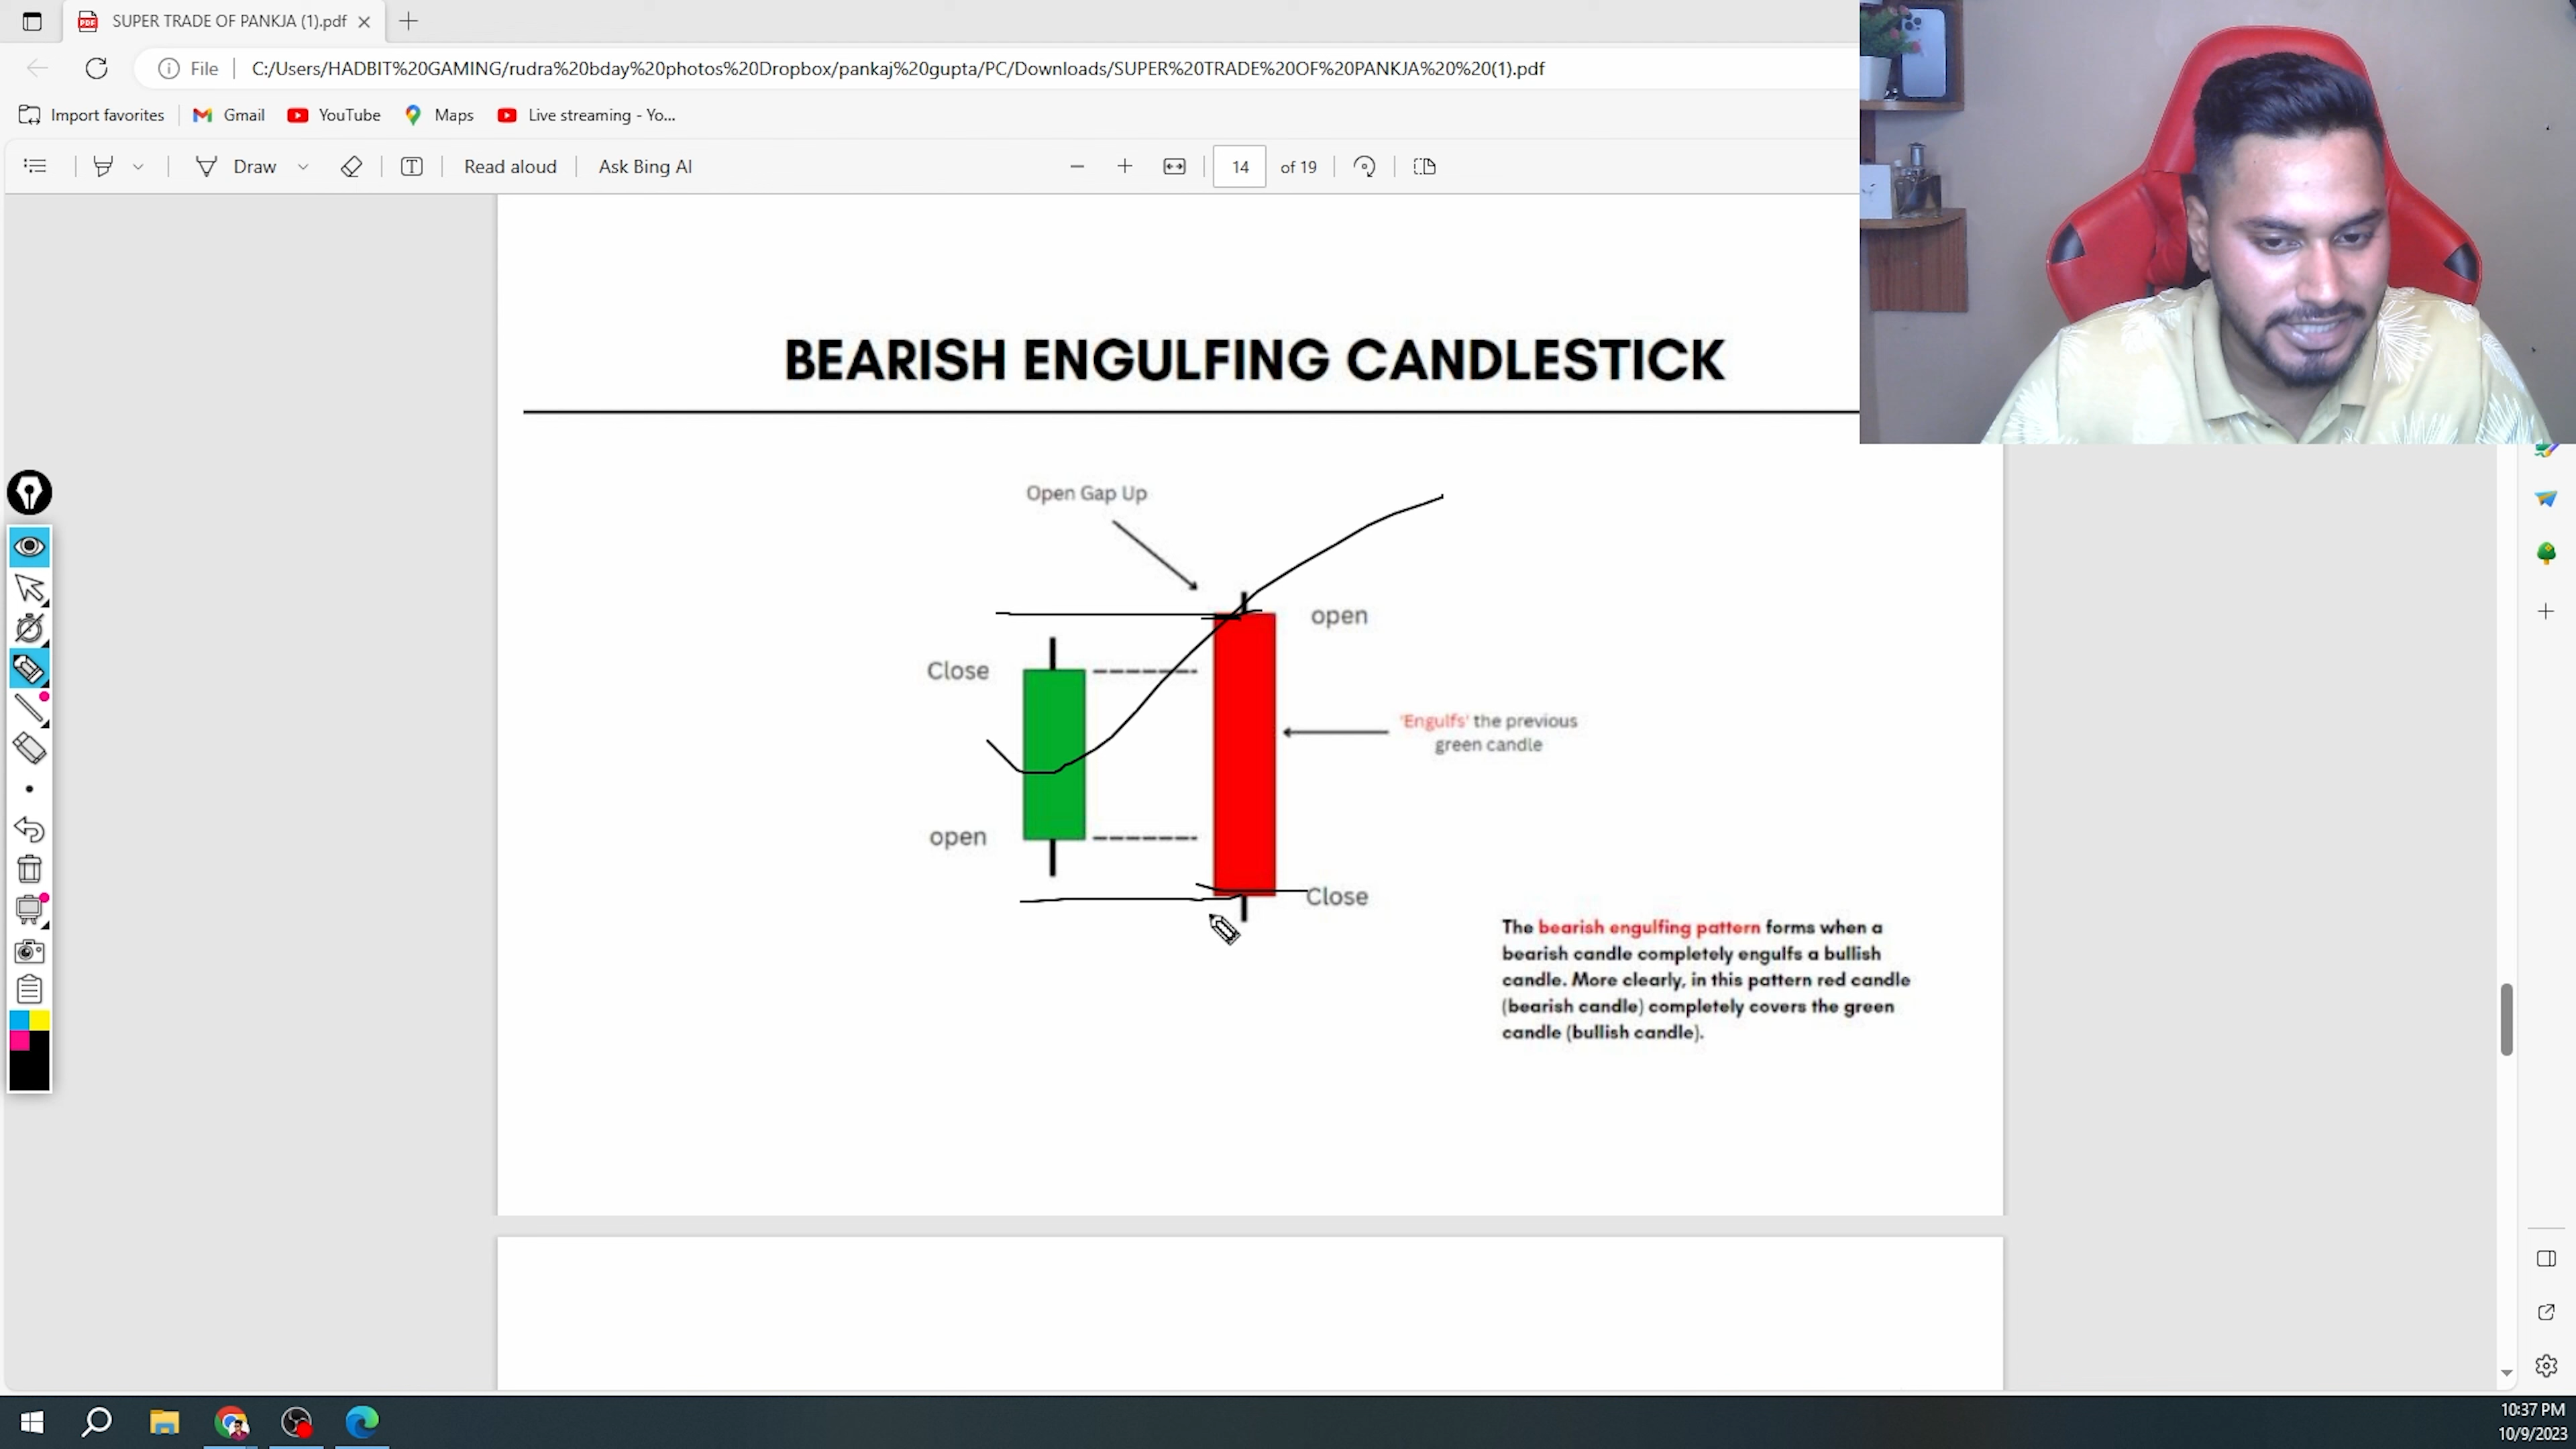 SUPER TRADE OF PANKJA (1).pdf
File
C:/Users/HADBIT%20GAMING/rudra%20bday%20photos%20Dropbox/pankaj%20gupta/PC/Downloads/SUPER%20TRADE%20OF%20PANKJA%20%20(1).pdf
Import favorites
Gmail
YouTube
Maps
Live streaming - Yo...
Draw
Read aloud
Ask Bing AI
14
of 19
BEARISH ENGULFING CANDLESTICK
Open Gap Up
open
Close
'Engulfs' the previous
green candle
open
Close
The bearish engulfing pattern forms when a
bearish candle completely engulfs a bullish
candle. More clearly, in this pattern red candle
(bearish candle) completely covers the green
candle (bullish candle).
10:37 PM
10/9/2023